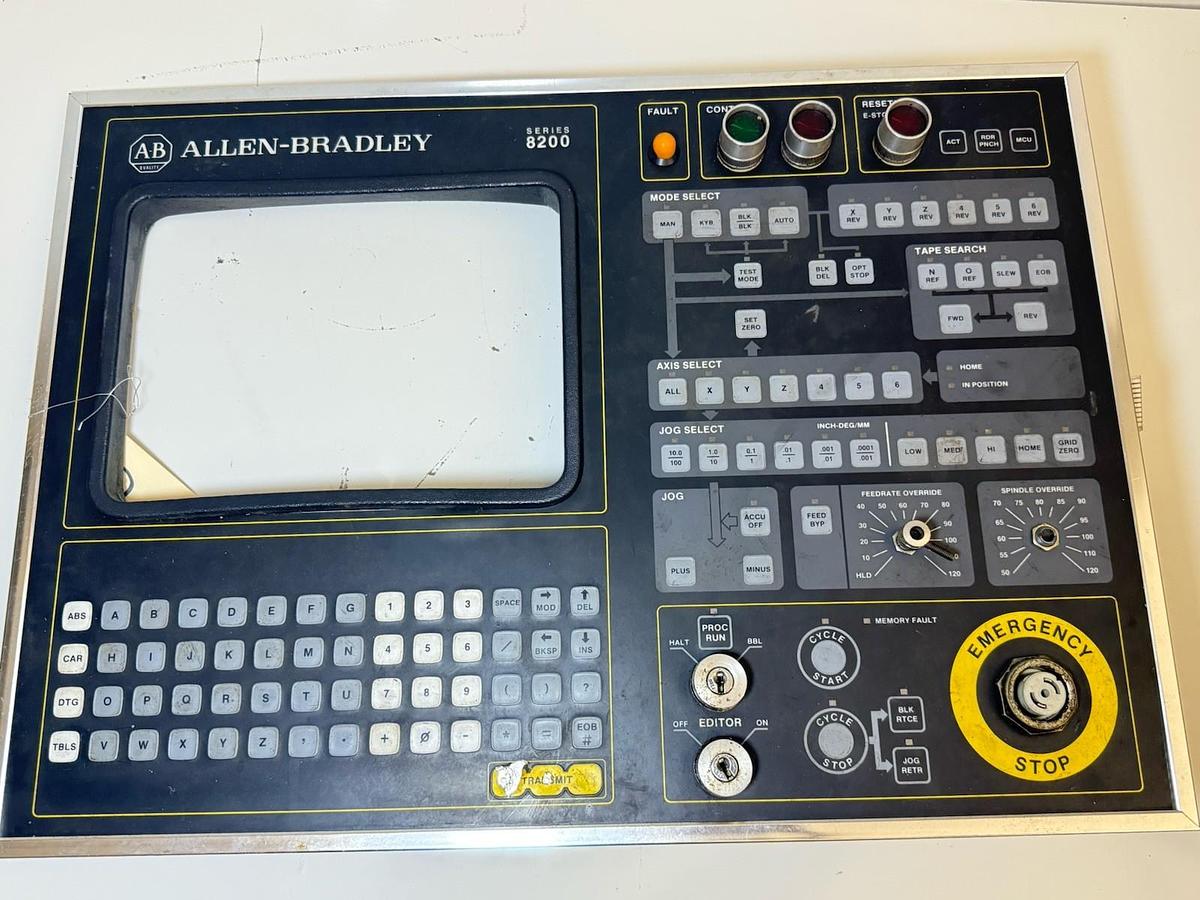 A-B
QUALITY
ALLEN-BRADLEY
SERIES
8200
FAULT
CONT
RESET
E-STO
ACT
RDR
PNCH
MCU
MODE SELECT
MAN
KYB
BLK
BLK
AUTO
X
REV
Y
REV
Z
REV
4
REV
5
REV
6
REV
TEST
MODE
BLK
DEL
OPT
STOP
TAPE SEARCH
N
REF
O
REF
SLEW
EOB
FWD
REV
SET
ZERO
AXIS SELECT
ALL
X
Y
Z
4
5
6
HOME
IN POSITION
JOG SELECT
INCH-DEG/MM
10.0
100
1.0
10
0.1
1
.01
.1
.001
.01
.0001
.001
LOW
MED
HI
HOME
GRID
ZERO
JOG
ACCU
OFF
PLUS
MINUS
FEED
BYP
FEEDRATE OVERRIDE
HLD
10
20
30
40
50
60
70
80
90
100
120
SPINDLE OVERRIDE
50
55
60
65
70
75
80
85
90
95
100
110
120
ABS A B C D E F G 1 2 3 SPACE MOD DEL
CAR H I J K L M N 4 5 6 / BKSP INS
DTG O P Q R S T U 7 8 9 ( ) ?
TBLS V W X Y Z , . + Ø - * = EOB #
TRANSMIT
PROC
RUN
HALT
BBL
OFF EDITOR ON
CYCLE
START
MEMORY FAULT
CYCLE
STOP
BLK
RTCE
JOG
RETR
EMERGENCY
STOP